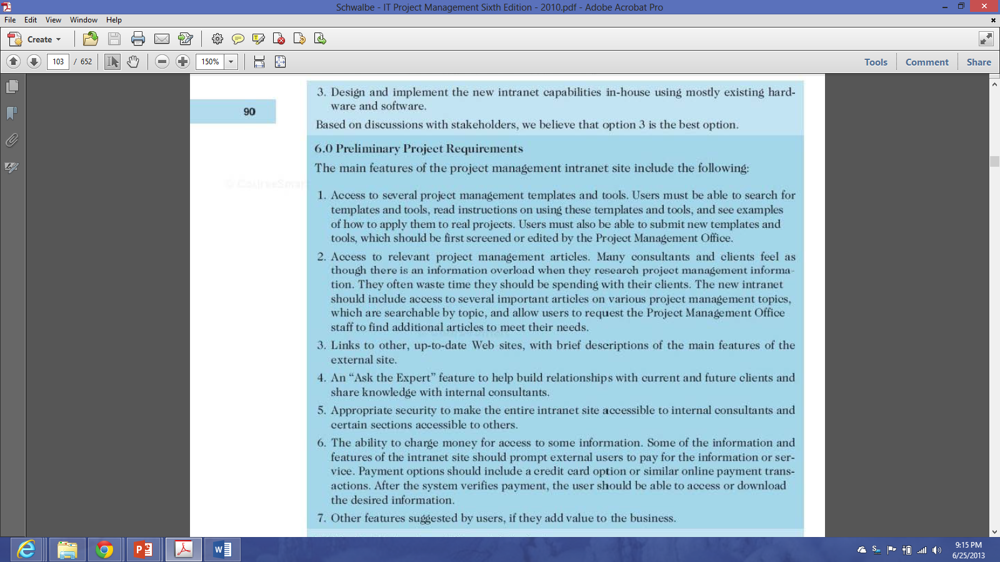 Schwalbe - IT Project Management Sixth Edition - 2010.pdf - Adobe Acrobat Pro
File Edit View Window Help
Create
103 / 652
150%
Tools Comment Share
90
3. Design and implement the new intranet capabilities in-house using mostly existing hard-
ware and software.
Based on discussions with stakeholders, we believe that option 3 is the best option.
6.0 Preliminary Project Requirements
The main features of the project management intranet site include the following:
© CourseSmart
1. Access to several project management templates and tools. Users must be able to search for
templates and tools, read instructions on using these templates and tools, and see examples
of how to apply them to real projects. Users must also be able to submit new templates and
tools, which should be first screened or edited by the Project Management Office.
2. Access to relevant project management articles. Many consultants and clients feel as
though there is an information overload when they research project management informa-
tion. They often waste time they should be spending with their clients. The new intranet
should include access to several important articles on various project management topics,
which are searchable by topic, and allow users to request the Project Management Office
staff to find additional articles to meet their needs.
3. Links to other, up-to-date Web sites, with brief descriptions of the main features of the
external site.
4. An “Ask the Expert” feature to help build relationships with current and future clients and
share knowledge with internal consultants.
5. Appropriate security to make the entire intranet site accessible to internal consultants and
certain sections accessible to others.
6. The ability to charge money for access to some information. Some of the information and
features of the intranet site should prompt external users to pay for the information or ser-
vice. Payment options should include a credit card option or similar online payment trans-
actions. After the system verifies payment, the user should be able to access or download
the desired information.
7. Other features suggested by users, if they add value to the business.
9:15 PM
6/25/2013